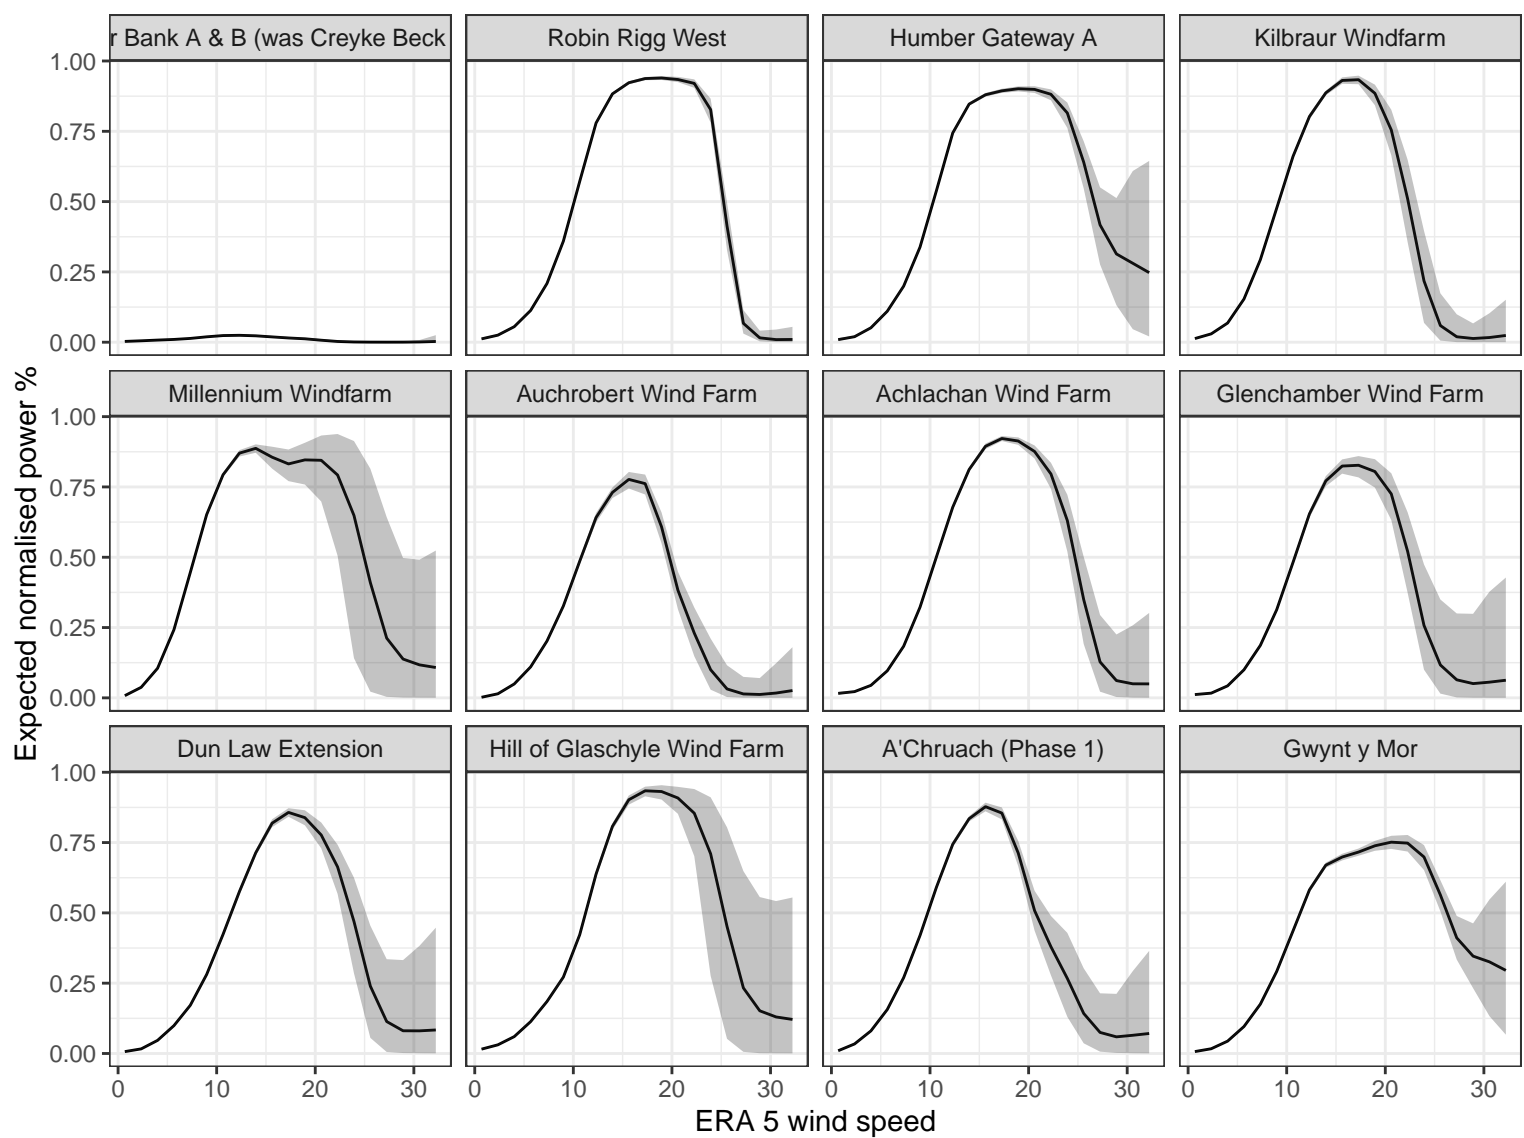 r Bank A & B (was Creyke Beck
Robin Rigg West
Humber Gateway A
Kilbraur Windfarm
1.00
0.75
0.50
0.25
0.00
Millennium Windfarm
Auchrobert Wind Farm
Achlachan Wind Farm
Glenchamber Wind Farm
1.00
0.75
0.50
0.25
0.00
Dun Law Extension
Hill of Glaschyle Wind Farm
A'Chruach (Phase 1)
Gwynt y Mor
1.00
0.75
0.50
0.25
0.00
0 10 20 30
0 10 20 30
0 10 20 30
0 10 20 30
ERA 5 wind speed
Expected normalised power %